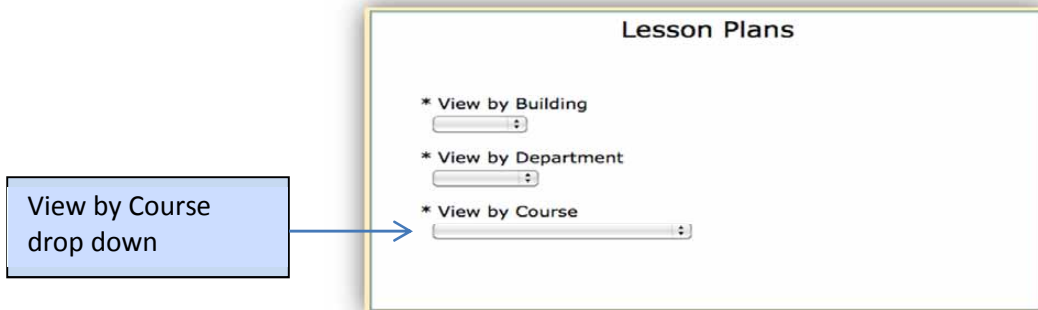 Lesson Plans
* View by Building
* View by Department
* View by Course
View by Course
drop down